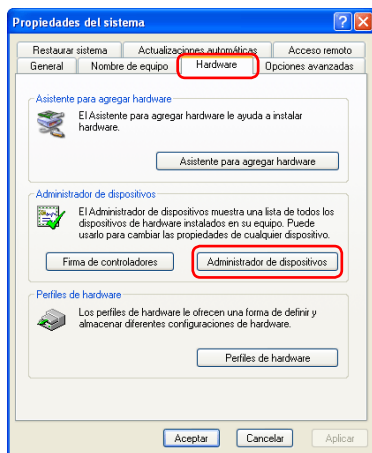 Propiedades del sistema
Restaurar sistema
Actualizaciones automáticas
Acceso remoto
General
Nombre de equipo
Hardware
Opciones avanzadas
Asistente para agregar hardware
El Asistente para agregar hardware le ayuda a instalar
hardware.
Asistente para agregar hardware
Administrador de dispositivos
El Administrador de dispositivos muestra una lista de todos los
dispositivos de hardware instalados en su equipo. Puede
usarlo para cambiar las propiedades de cualquier dispositivo.
Firma de controladores
Administrador de dispositivos
Perfiles de hardware
Los perfiles de hardware le ofrecen una forma de definir y
almacenar diferentes configuraciones de hardware.
Perfiles de hardware
Aceptar
Cancelar
Aplicar